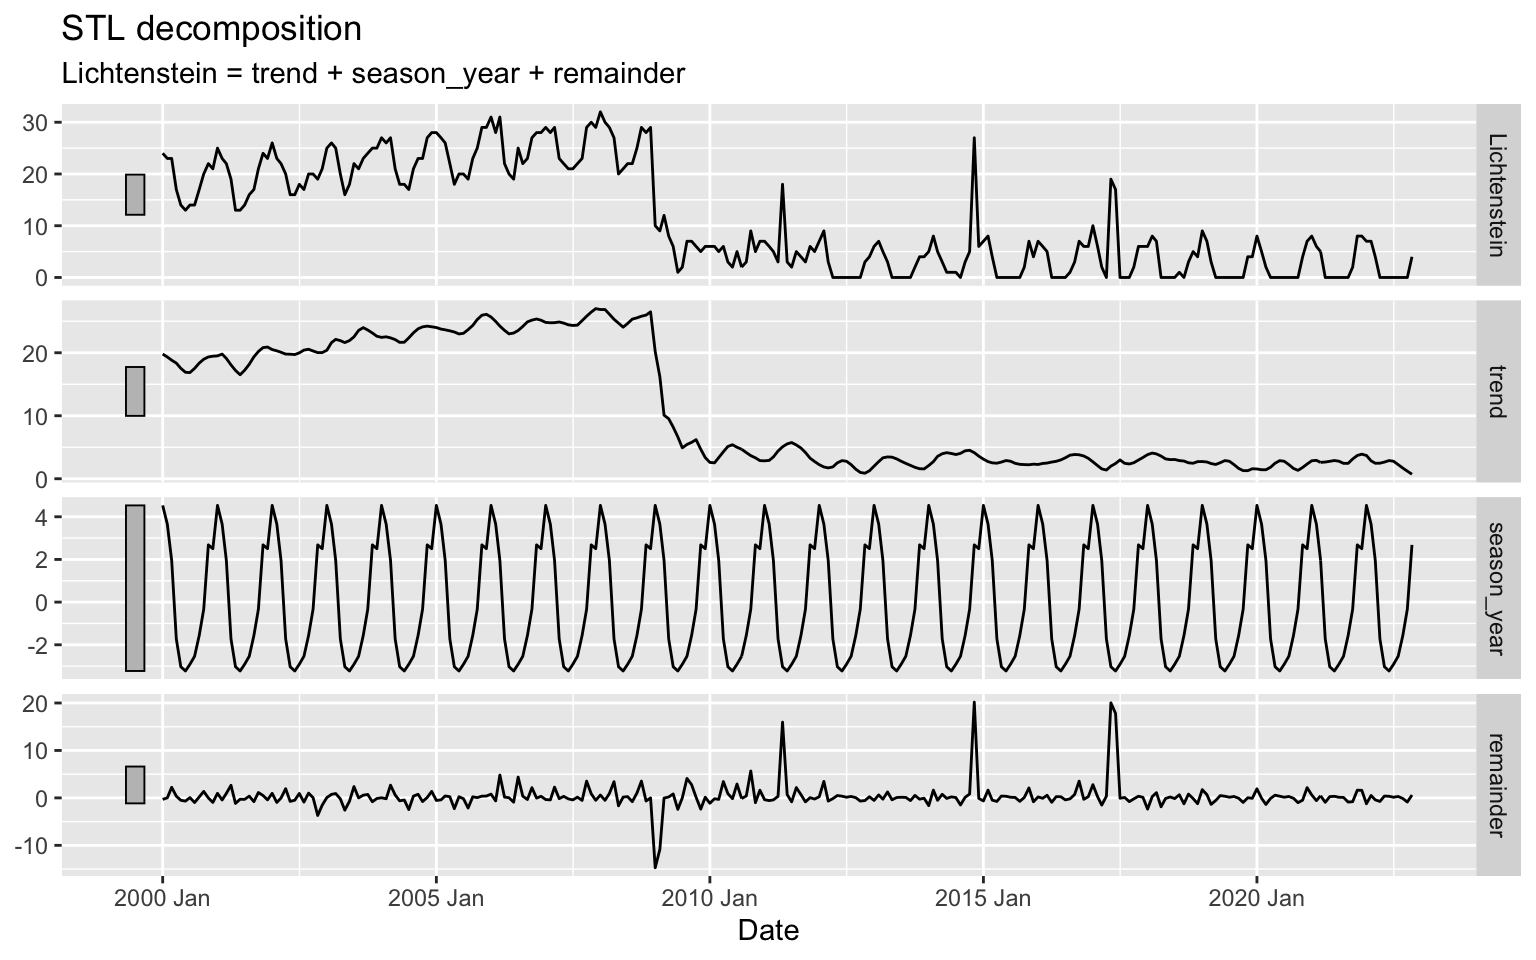 STL decomposition
Lichtenstein = trend + season_year + remainder
30
20
10
0
Lichtenstein
20
10
0
trend
4
2
0
-2
season_year
20
10
0
-10
remainder
2000 Jan 2005 Jan 2010 Jan 2015 Jan 2020 Jan
Date